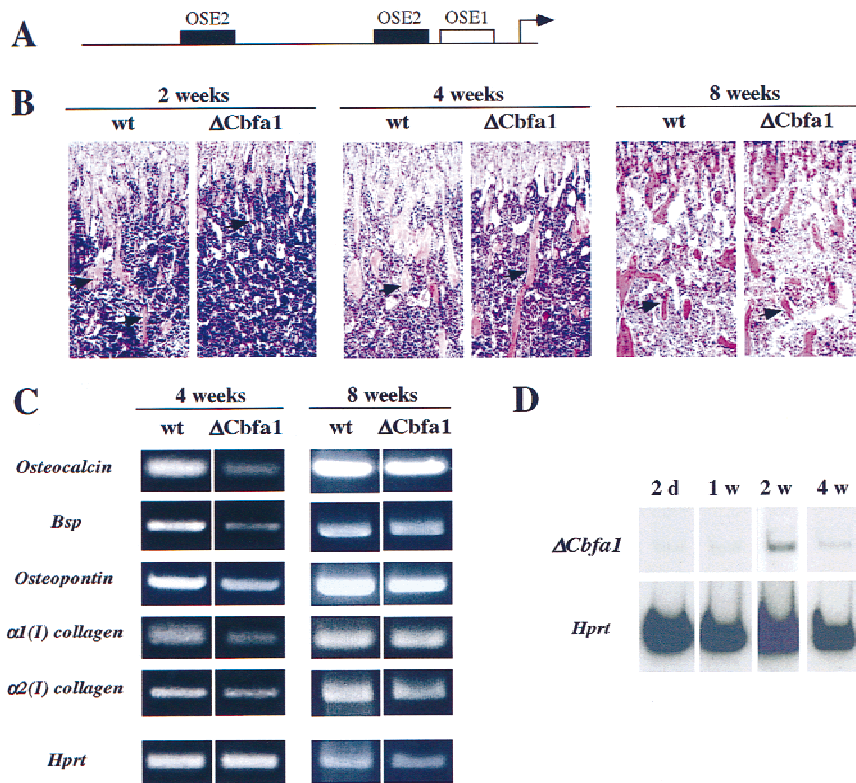 A
OSE2 OSE2 OSE1
B
2 weeks 4 weeks 8 weeks
wt ΔCbfa1 wt ΔCbfa1 wt ΔCbfa1
C
4 weeks 8 weeks
wt ΔCbfa1 wt ΔCbfa1
Osteocalcin
Bsp
Osteopontin
α1(I) collagen
α2(I) collagen
Hprt
D
2 d 1 w 2 w 4 w
ΔCbfa1
Hprt